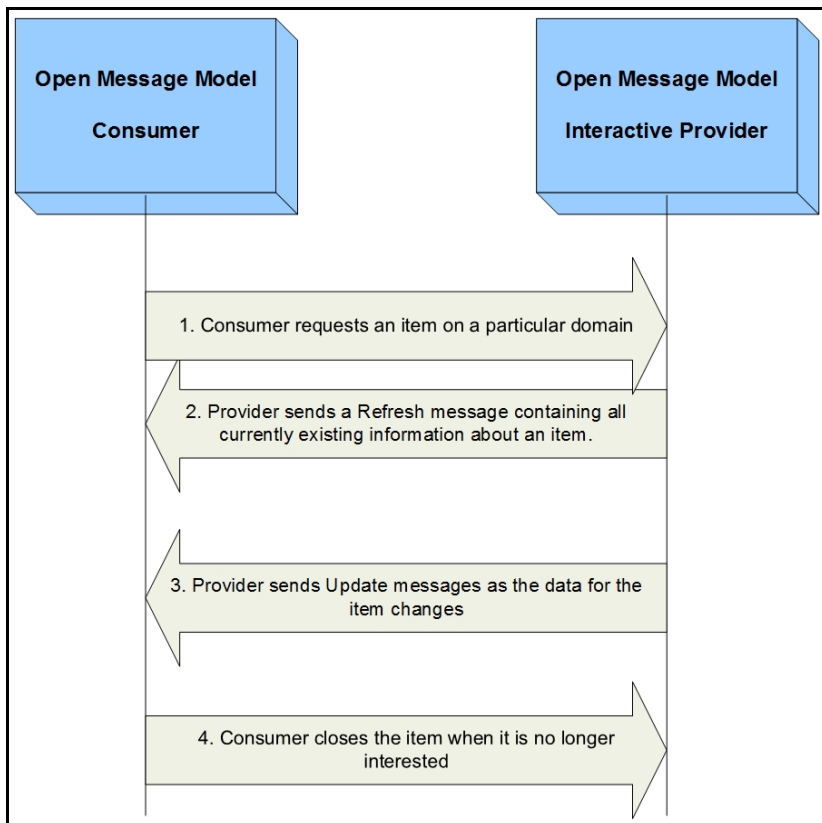 Open Message Model
Consumer
Open Message Model
Interactive Provider
1. Consumer requests an item on a particular domain
2. Provider sends a Refresh message containing all
currently existing information about an item.
3. Provider sends Update messages as the data for the
item changes
4. Consumer closes the item when it is no longer
interested